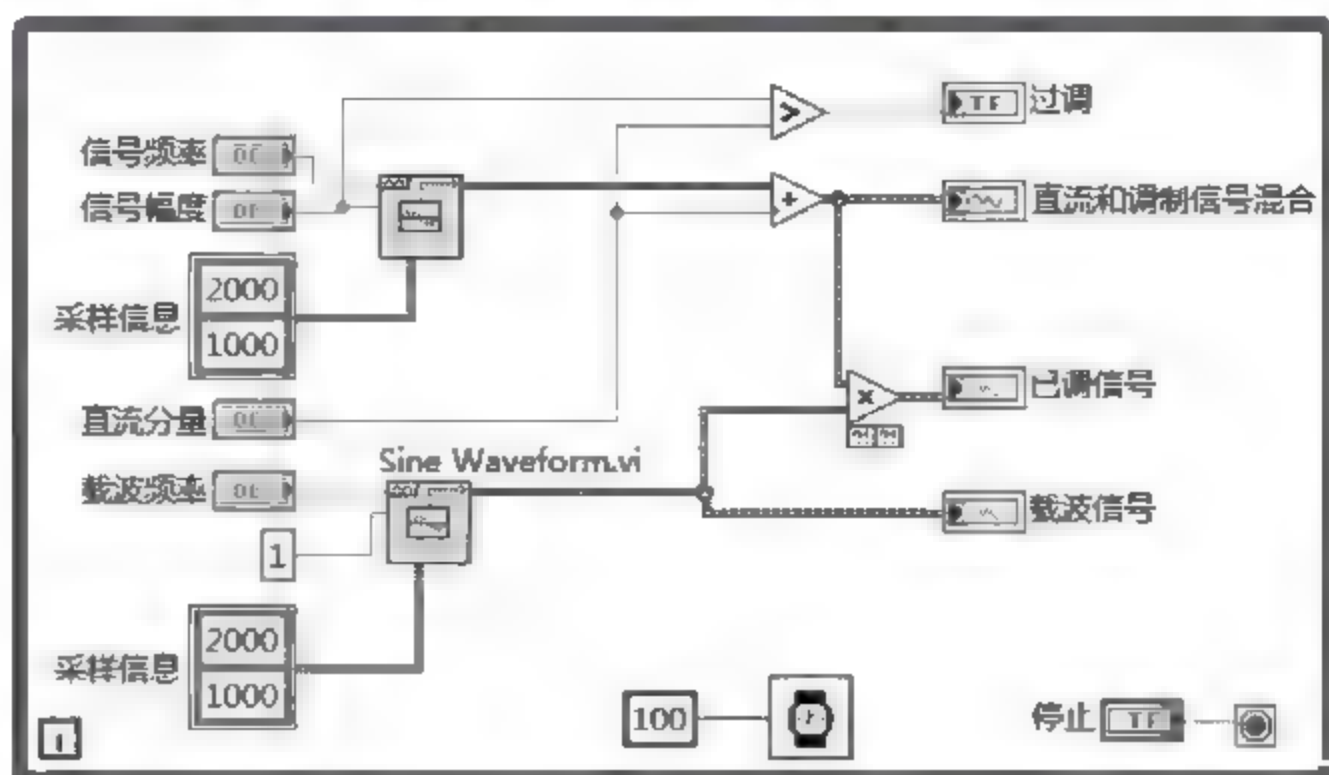 过调
TF
信号频率
信号幅度
直流和调制信号混合
2000
采样信息
1000
已调信号
直流分量
Sine Waveform.vi
载波频率
载波信号
1
2000
采样信息
1000
100
停止
TF
i